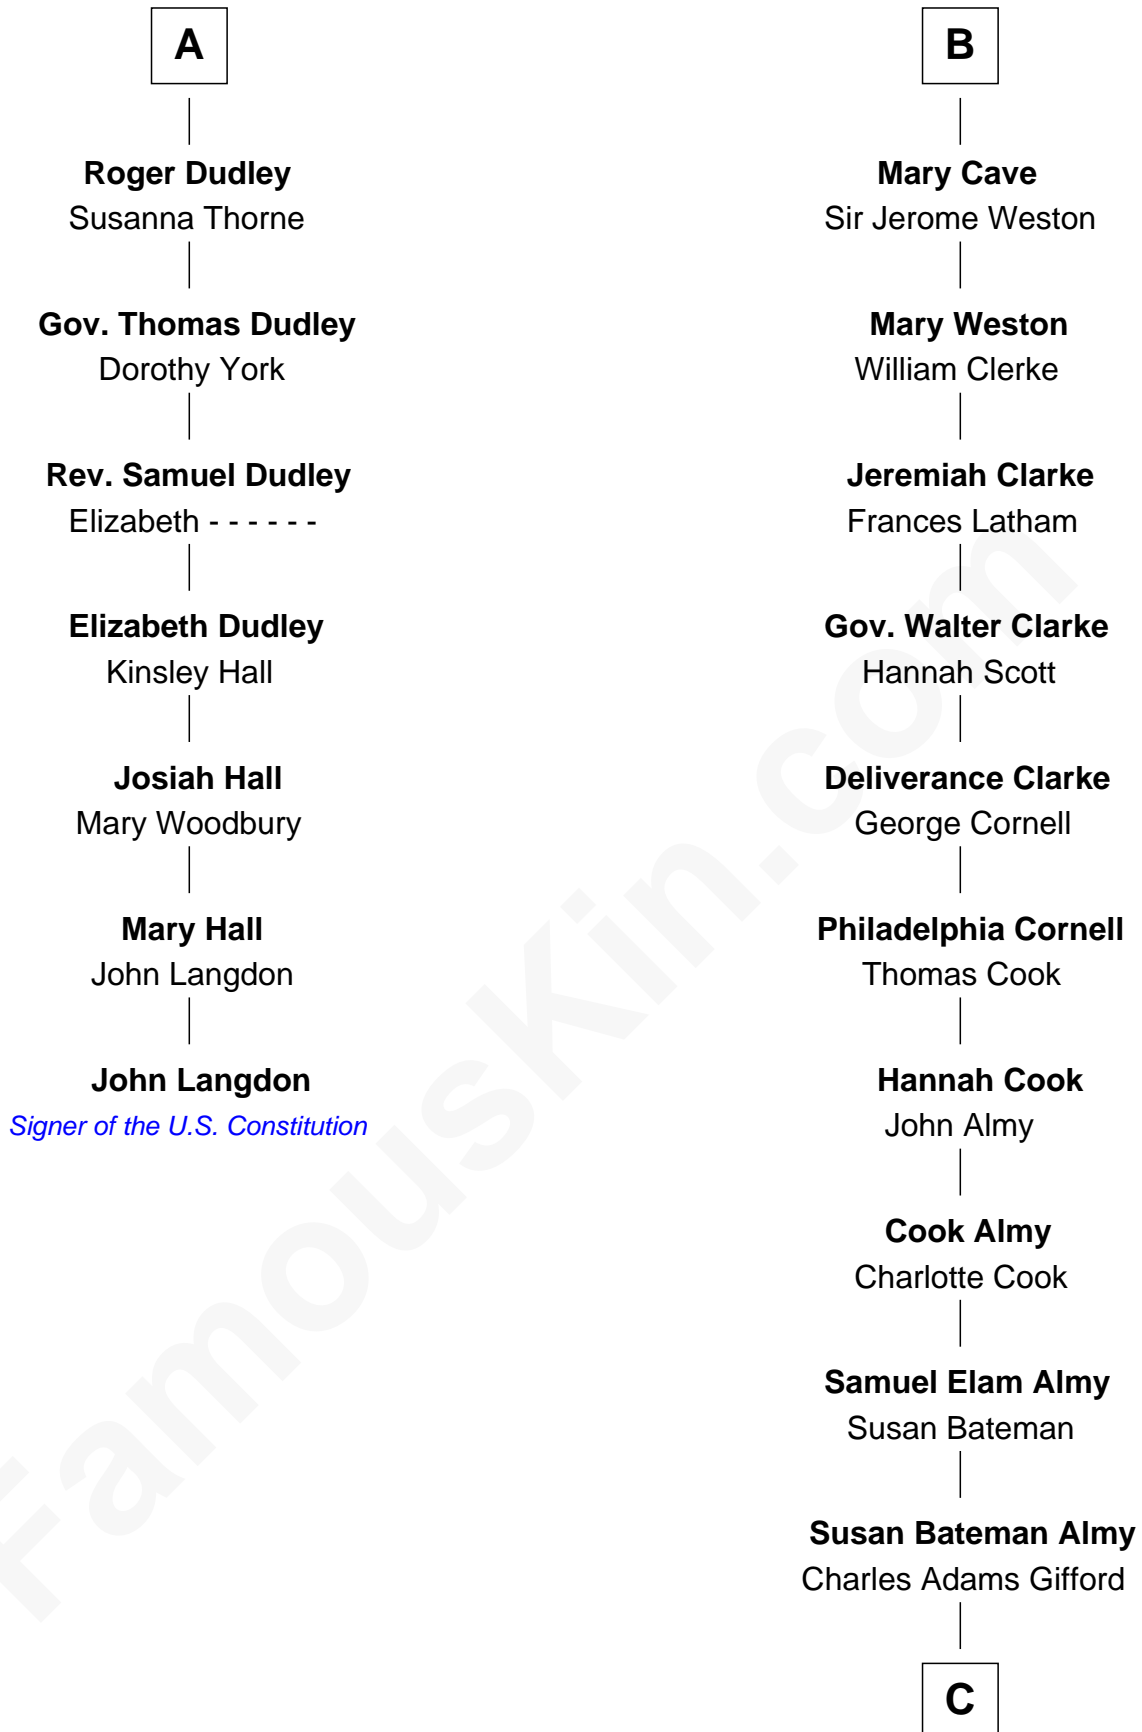 A
Roger Dudley
Susanna Thorne
Gov. Thomas Dudley
Dorothy York
Rev. Samuel Dudley
Elizabeth - - - - - -
Elizabeth Dudley
Kinsley Hall
Josiah Hall
Mary Woodbury
Mary Hall
John Langdon
John Langdon
Signer of the U.S. Constitution
B
Mary Cave
Sir Jerome Weston
Mary Weston
William Clerke
Jeremiah Clarke
Frances Latham
Gov. Walter Clarke
Hannah Scott
Deliverance Clarke
George Cornell
Philadelphia Cornell
Thomas Cook
Hannah Cook
John Almy
Cook Almy
Charlotte Cook
Samuel Elam Almy
Susan Bateman
Susan Bateman Almy
Charles Adams Gifford
C
FamousKin.com